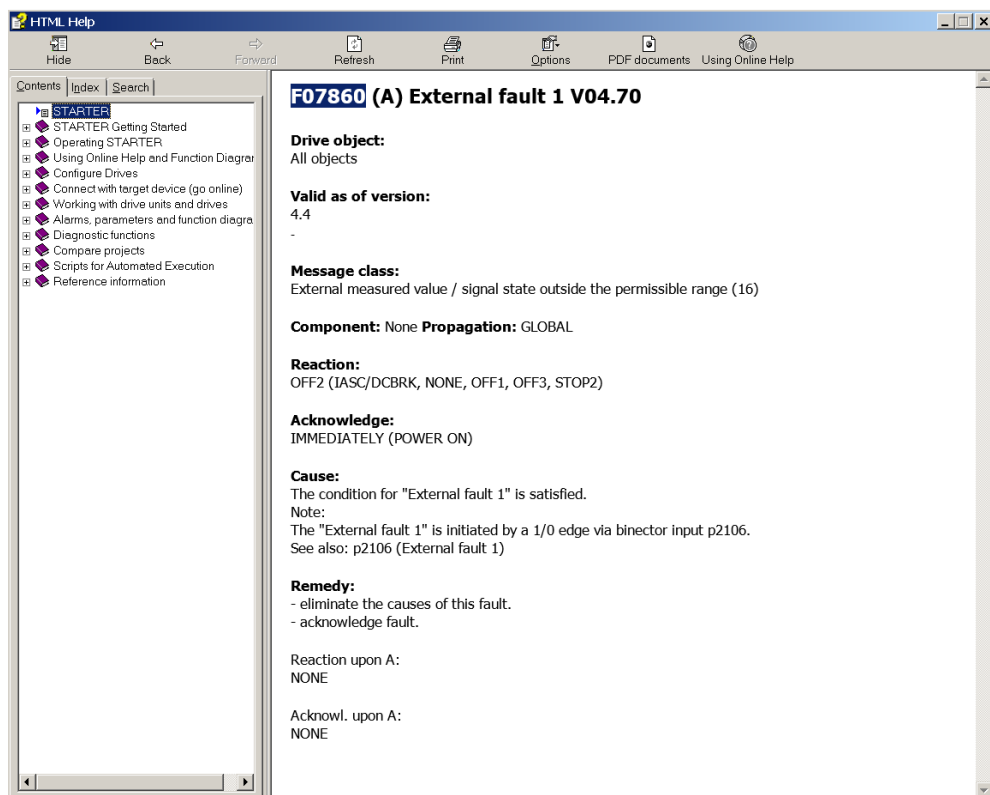 HTML Help
Hide Back Forward Refresh Print Options PDF documents Using Online Help
Contents Index Search
STARTER
STARTER Getting Started
Operating STARTER
Using Online Help and Function Diagrar
Configure Drives
Connect with target device (go online)
Working with drive units and drives
Alarms, parameters and function diagra
Diagnostic functions
Compare projects
Scripts for Automated Execution
Reference information
F07860 (A) External fault 1 V04.70
Drive object:
All objects
Valid as of version:
4.4
-
Message class:
External measured value / signal state outside the permissible range (16)
Component: None Propagation: GLOBAL
Reaction:
OFF2 (IASC/DCBRK, NONE, OFF1, OFF3, STOP2)
Acknowledge:
IMMEDIATELY (POWER ON)
Cause:
The condition for "External fault 1" is satisfied.
Note:
The "External fault 1" is initiated by a 1/0 edge via binector input p2106.
See also: p2106 (External fault 1)
Remedy:
- eliminate the causes of this fault.
- acknowledge fault.
Reaction upon A:
NONE
Acknowl. upon A:
NONE